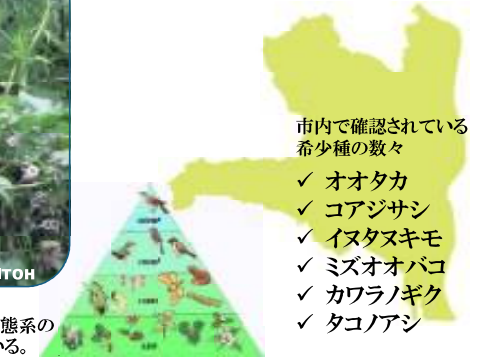 市内で確認されている
希少種の数々
✓ オオタカ
✓ コアジサシ
✓ イヌタヌキモ
✓ ミズオオバコ
✓ カワラノギク
✓ タコノアシ
態系の
いる。